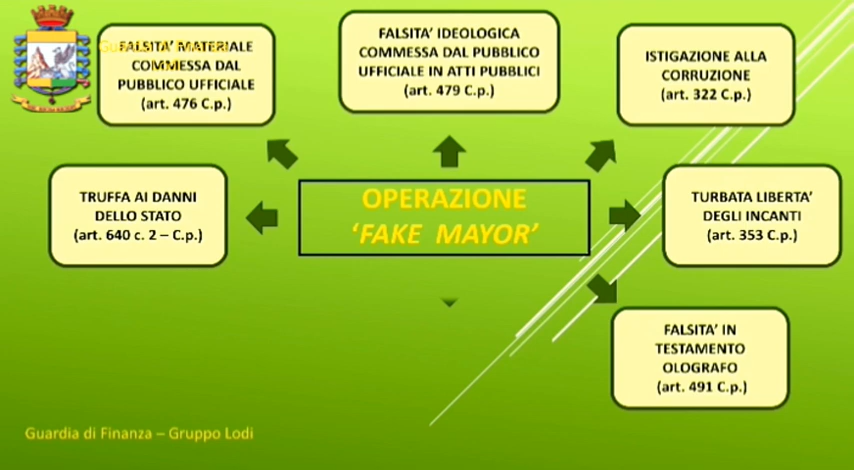 FALSITA' MATERIALE
COMMESSA DAL
PUBBLICO UFFICIALE
(art. 476 C.p.)
FALSITA' IDEOLOGICA
COMMESSA DAL PUBBLICO
UFFICIALE IN ATTI PUBBLICI
(art. 479 C.p.)
ISTIGAZIONE ALLA
CORRUZIONE
(art. 322 C.p.)
TRUFFA AI DANNI
DELLO STATO
(art. 640 c. 2 – C.p.)
OPERAZIONE
'FAKE MAYOR'
TURBATA LIBERTA'
DEGLI INCANTI
(art. 353 C.p.)
FALSITA' IN
TESTAMENTO
OLOGRAFO
(art. 491 C.p.)
Guardia di Finanza – Gruppo Lodi